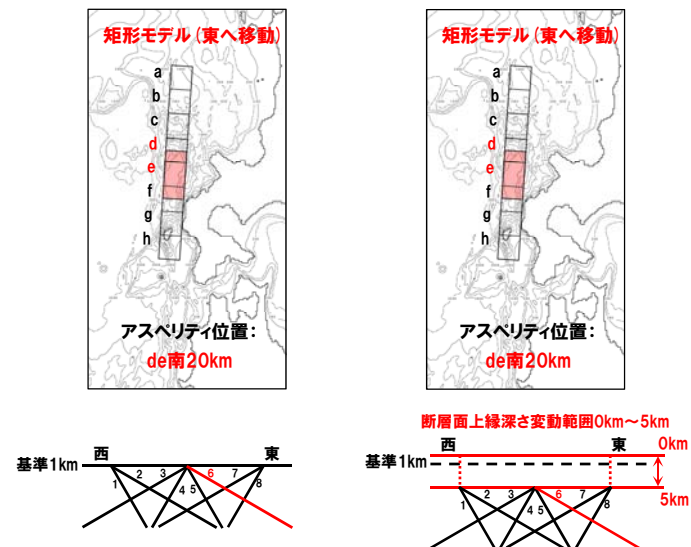 矩形モデル(東へ移動)
a
b
c
d
e
f
g
h
アスペリティ位置:
de南20km
基準1km
西
東
1
2
3
4
5
6
7
8
矩形モデル(東へ移動)
a
b
c
d
e
f
g
h
アスペリティ位置:
de南20km
断層面上縁深さ変動範囲0km～5km
西
東
0km
基準1km
5km
1
2
3
4
5
6
7
8